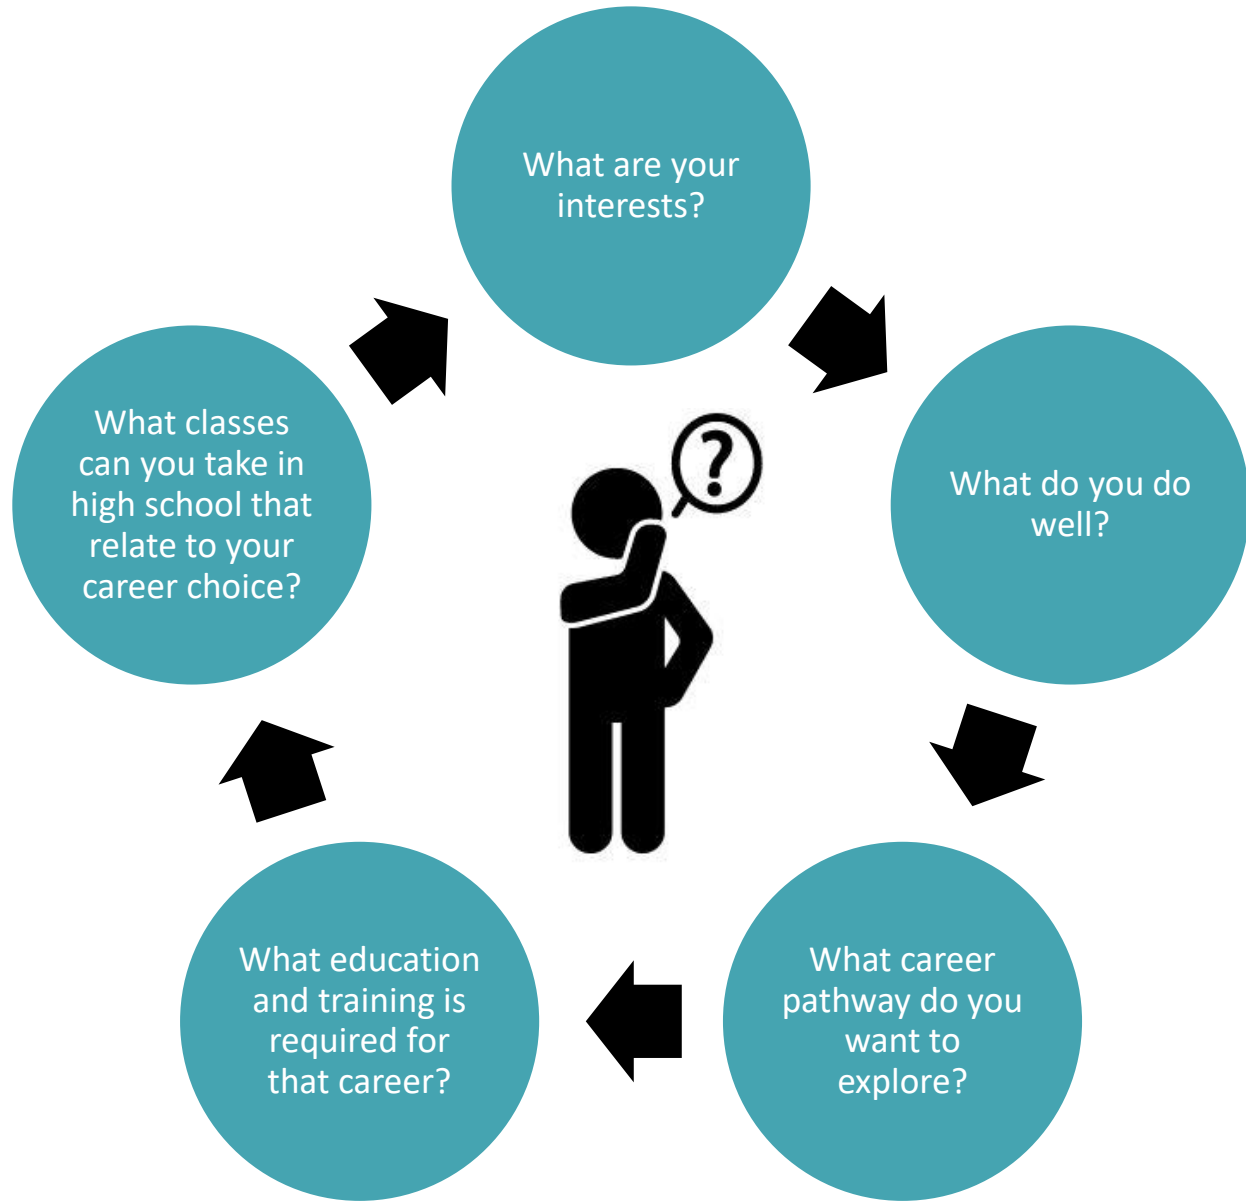 What are your
interests?
What do you do
well?
What career
pathway do you
want to
explore?
What education
and training is
required for
that career?
What classes
can you take in
high school that
relate to your
career choice?
?